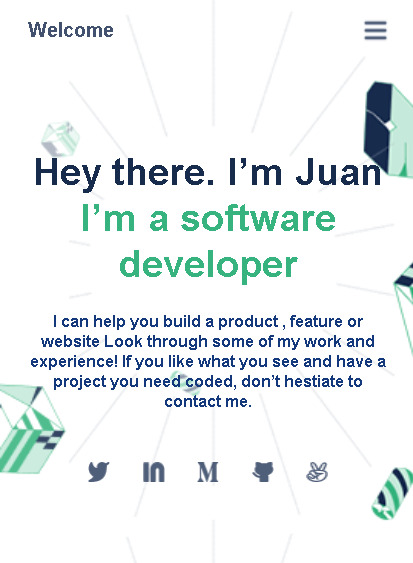 Welcome
Hey there. I’m Juan
I’m a software
developer
I can help you build a product , feature or
website Look through some of my work and
experience! If you like what you see and have a
project you need coded, don’t hestiate to
contact me.